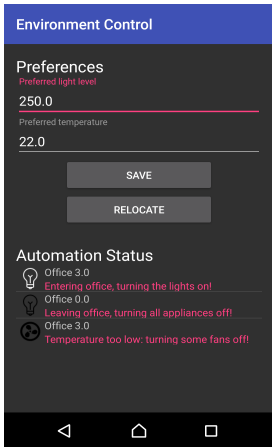 Environment Control
Preferences
Preferred light level
250.0
Preferred temperature
22.0
SAVE
RELOCATE
Automation Status
Office 3.0
Entering office, turning the lights on!
Office 0.0
Leaving office, turning all appliances off!
Office 3.0
Temperature too low: turning some fans off!